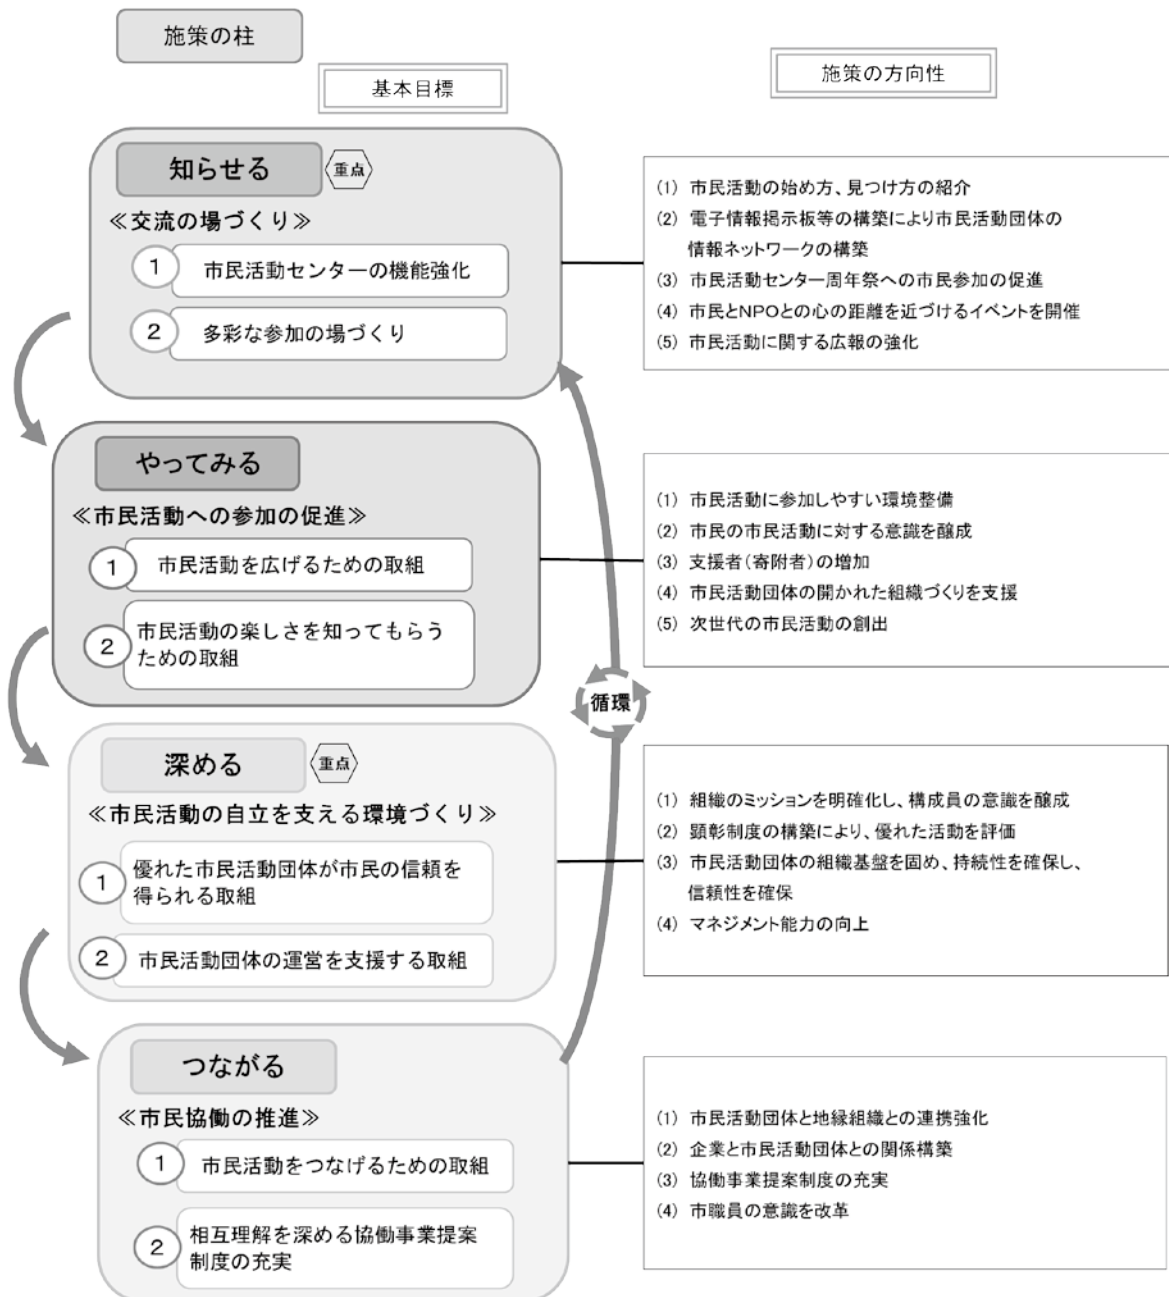 施策の柱
基本目標
施策の方向性
知らせる
重点
≪交流の場づくり≫
1
市民活動センターの機能強化
2
多彩な参加の場づくり
(1) 市民活動の始め方、見つけ方の紹介
(2) 電子情報掲示板等の構築により市民活動団体の
情報ネットワークの構築
(3) 市民活動センター周年祭への市民参加の促進
(4) 市民とNPOとの心の距離を近づけるイベントを開催
(5) 市民活動に関する広報の強化
やってみる
≪市民活動への参加の促進≫
1
市民活動を広げるための取組
2
市民活動の楽しさを知ってもらう
ための取組
(1) 市民活動に参加しやすい環境整備
(2) 市民の市民活動に対する意識を醸成
(3) 支援者(寄附者)の増加
(4) 市民活動団体の開かれた組織づくりを支援
(5) 次世代の市民活動の創出
循環
深める
重点
≪市民活動の自立を支える環境づくり≫
1
優れた市民活動団体が市民の信頼を
得られる取組
2
市民活動団体の運営を支援する取組
(1) 組織のミッションを明確化し、構成員の意識を醸成
(2) 顕彰制度の構築により、優れた活動を評価
(3) 市民活動団体の組織基盤を固め、持続性を確保し、
信頼性を確保
(4) マネジメント能力の向上
つながる
≪市民協働の推進≫
1
市民活動をつなげるための取組
2
相互理解を深める協働事業提案
制度の充実
(1) 市民活動団体と地縁組織との連携強化
(2) 企業と市民活動団体との関係構築
(3) 協働事業提案制度の充実
(4) 市職員の意識を改革